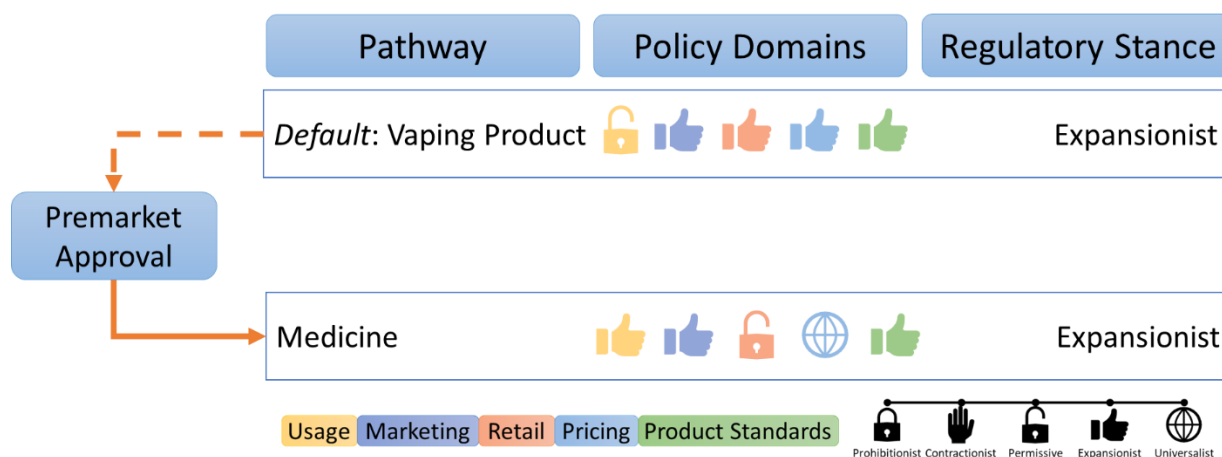 Pathway
Policy Domains
Regulatory Stance
Default: Vaping Product
Expansionist
Premarket
Approval
Medicine
Expansionist
Usage
Marketing
Retail
Pricing
Product Standards
Prohibitionist
Contractionist
Permissive
Expansionist
Universalist